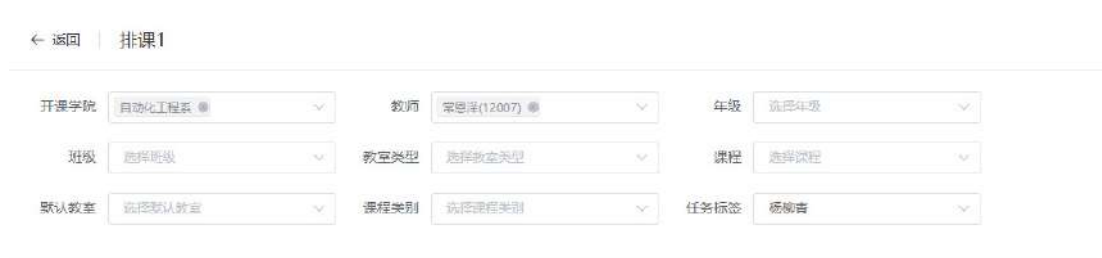 ← 返回 排课1
开课学院 自动化工程系 教师 常恩泽(12007) 年级 选择年级
班级 选择班级 教室类型 选择教室类型 课程 选择课程
默认教室 选择默认教室 课程类别 选择课程类别 任务标签 杨柳青